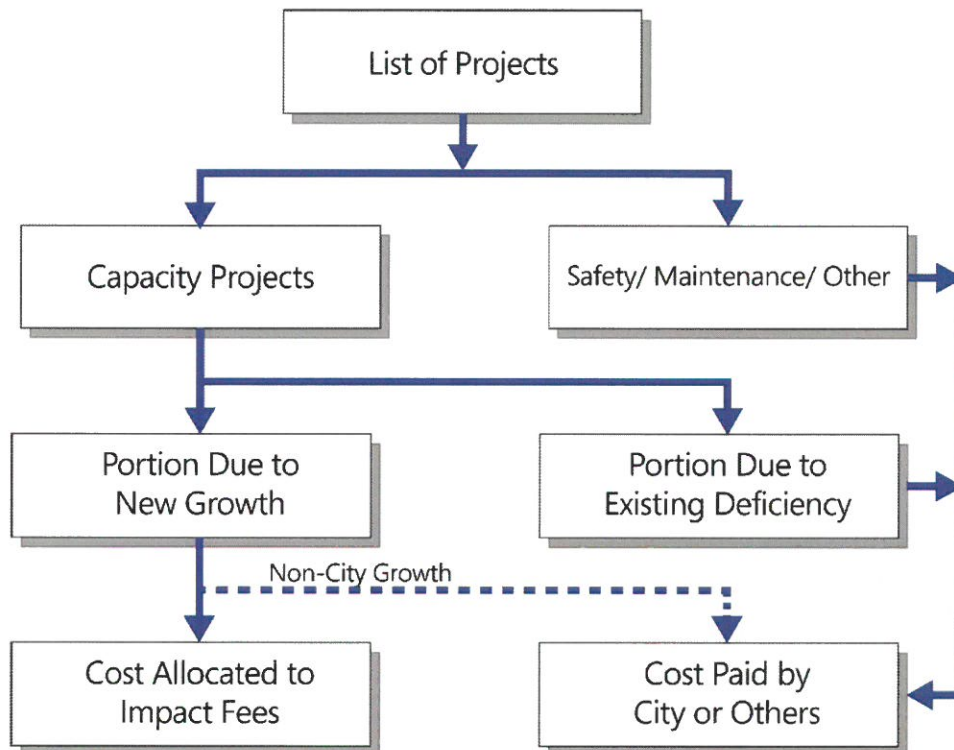 List of Projects
Capacity Projects
Safety/ Maintenance/ Other
Portion Due to
New Growth
Portion Due to
Existing Deficiency
Non-City Growth
Cost Allocated to
Impact Fees
Cost Paid by
City or Others